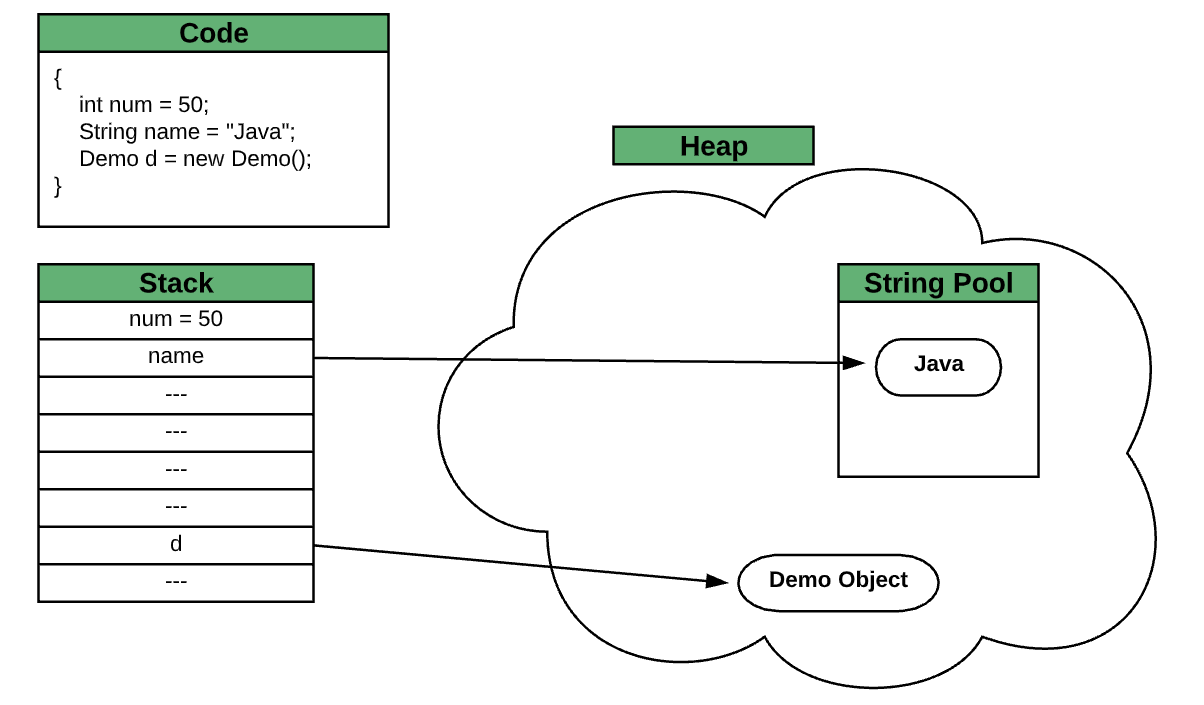 Code
{
int num = 50;
String name = "Java";
Demo d = new Demo();
}
Heap
Stack
num = 50
name
---
---
---
---
d
---
String Pool
Java
Demo Object